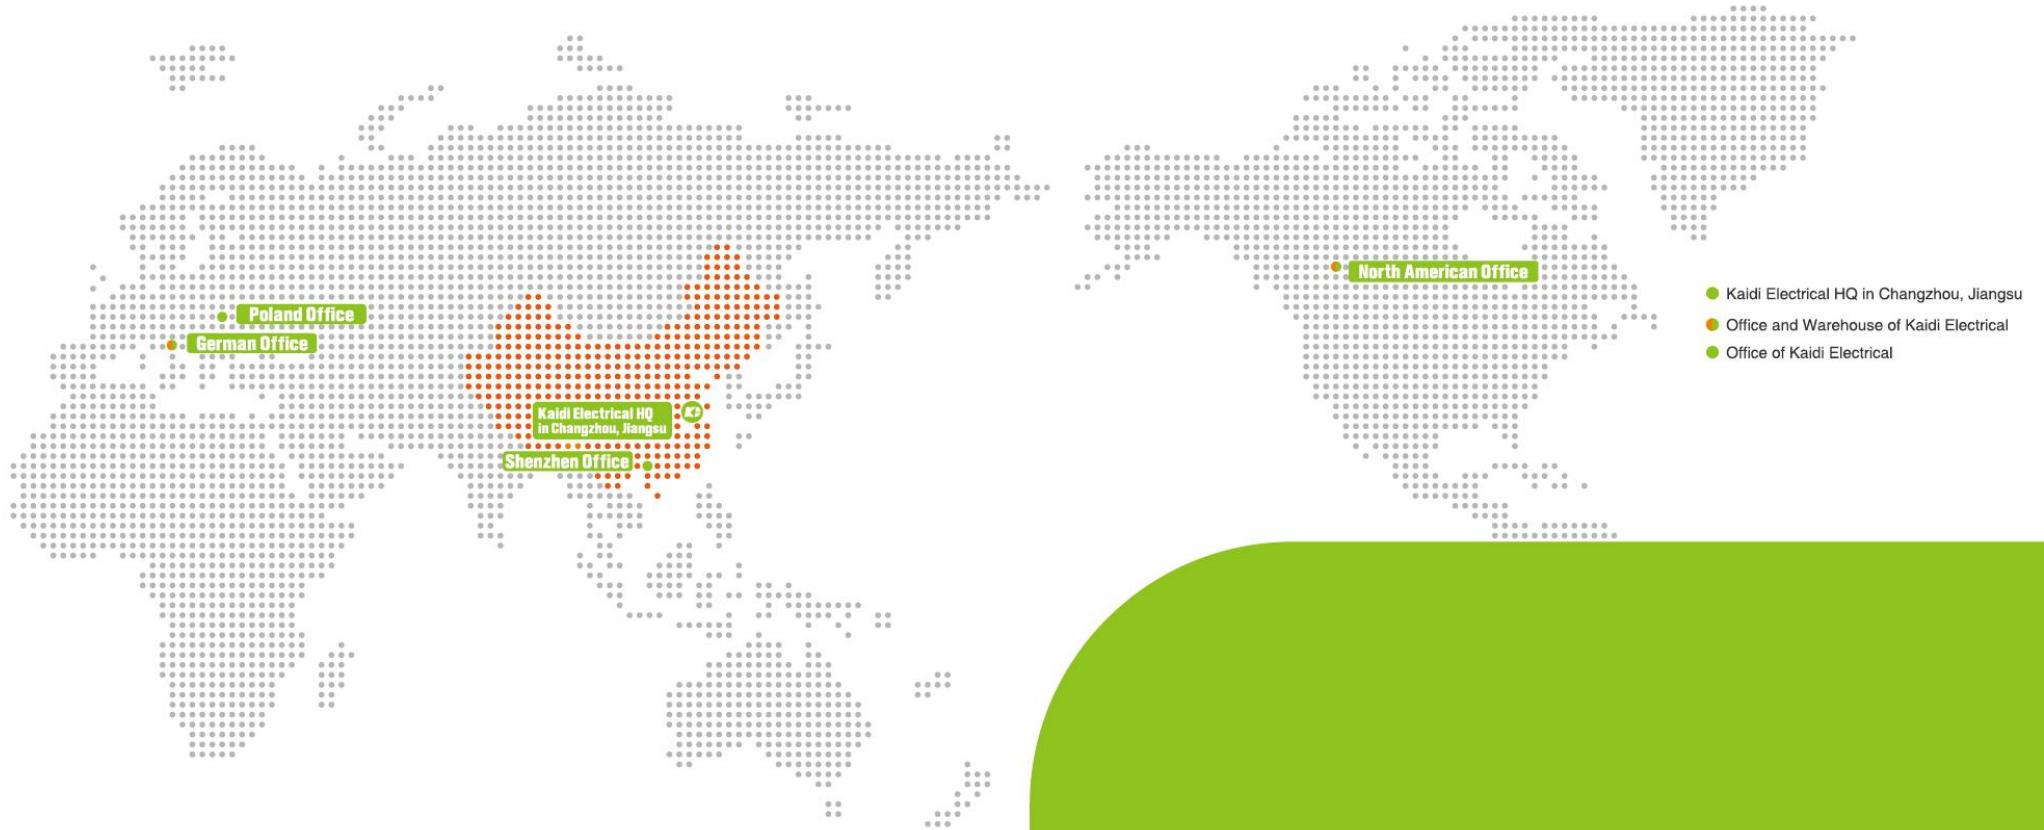 North American Office
Kaidi Electrical HQ in Changzhou, Jiangsu
Office and Warehouse of Kaidi Electrical
Office of Kaidi Electrical
Poland Office
German Office
Kaidi Electrical HQ
in Changzhou, Jiangsu
Shenzhen Office